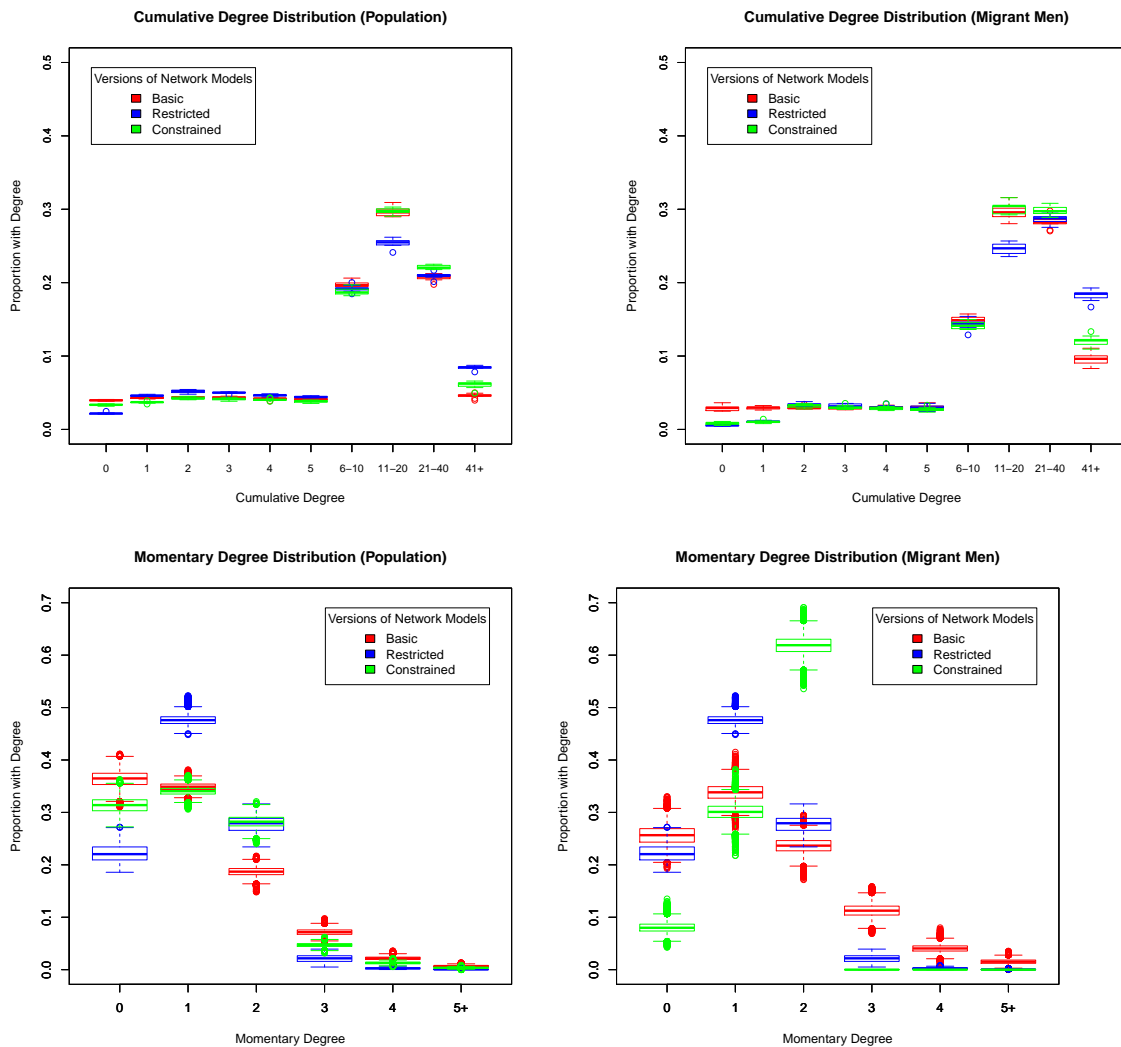 Cumulative Degree Distribution (Population)
Proportion with Degree
0.5
0.4
0.3
0.2
0.1
0.0
Versions of Network Models
Basic
Restricted
Constrained
0 1 2 3 4 5 6−10 11−20 21−40 41+
Cumulative Degree
Cumulative Degree Distribution (Migrant Men)
Proportion with Degree
0.5
0.4
0.3
0.2
0.1
0.0
Versions of Network Models
Basic
Restricted
Constrained
0 1 2 3 4 5 6−10 11−20 21−40 41+
Cumulative Degree
Momentary Degree Distribution (Population)
Proportion with Degree
0.7
0.6
0.5
0.4
0.3
0.2
0.1
0.0
Versions of Network Models
Basic
Restricted
Constrained
0 1 2 3 4 5+
Momentary Degree
Momentary Degree Distribution (Migrant Men)
Proportion with Degree
0.7
0.6
0.5
0.4
0.3
0.2
0.1
0.0
Versions of Network Models
Basic
Restricted
Constrained
0 1 2 3 4 5+
Momentary Degree